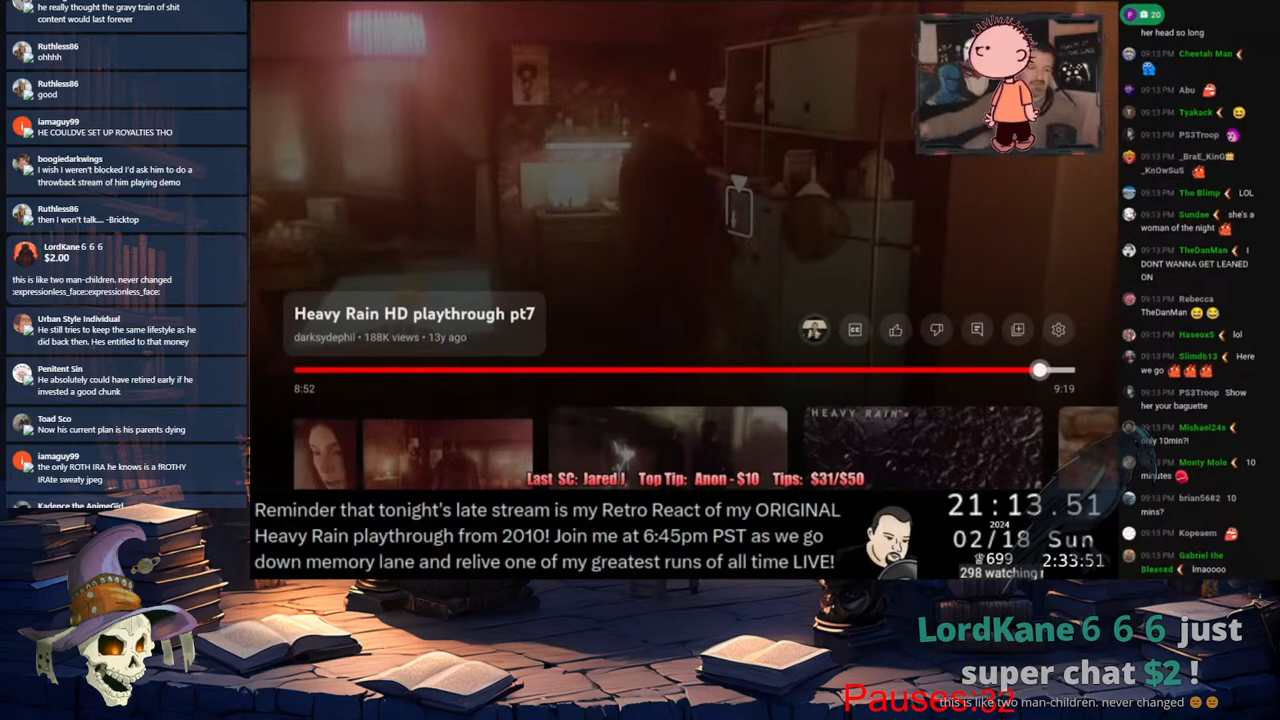 he really thought the gravy train of shit
content would last forever
Ruthless86
ohhhh
Ruthless86
good
iamaguy99
HE COULDVE SET UP ROYALTIES THO
boogiedarkwings
I wish I weren't blocked I'd ask him to do a
throwback stream of him playing demo
Ruthless86
then I won't talk.... -Bricktop
LordKane 6 6 6
$2.00
this is like two man-children. never changed
:expressionless_face::expressionless_face:
Urban Style Individual
He still tries to keep the same lifestyle as he
did back then. Hes entitled to that money
Penitent Sin
He absolutely could have retired early if he
invested a good chunk
Toad Sco
Now his current plan is his parents dying
iamaguy99
the only ROTH IRA he knows is a fROTHY
IRAte sweaty jpeg
Kadence the AnimeGirl
Heavy Rain HD playthrough pt7
darksydephil • 188K views • 13y ago
CC
8:52
9:19
HEAVY RAIN
Last SC: Jared J Top Tip: Anon - $10 Tips: $31/$50
Reminder that tonight's late stream is my Retro React of my ORIGINAL
Heavy Rain playthrough from 2010! Join me at 6:45pm PST as we go
down memory lane and relive one of my greatest runs of all time LIVE!
21:13.51
2024
02/18 Sun
699
2:33:51
298 watching
P 20
her head so long
09:13 PM Cheetah Man
09:13 PM Abu
09:13 PM Tyakack
09:13 PM PS3Troop
09:13 PM _BraE_KinG
_KnOwSuS
09:13 PM The Blimp LOL
09:13 PM Sundae she's a
woman of the night
09:13 PM TheDanMan I
DONT WANNA GET LEANED
ON
09:13 PM Rebecca
TheDanMan
09:13 PM Haseox5 lol
09:13 PM Slimd613 Here
we go
09:13 PM PS3Troop Show
her your baguette
09:13 PM Mishael24s
only 10min?!
09:13 PM Monty Mole 10
minutes
09:13 PM brian5682 10
mins?
09:13 PM Kopeaem
09:13 PM Gabriel the
Blessed lmaoooo
LordKane 6 6 6 just
super chat $2 !
this is like two man-children. never changed
Pauses:32